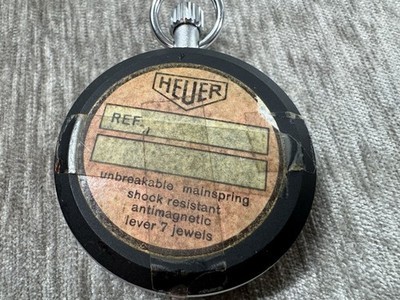 HEUER
REF.
unbreakable mainspring
shock resistant
antimagnetic
lever 7 jewels